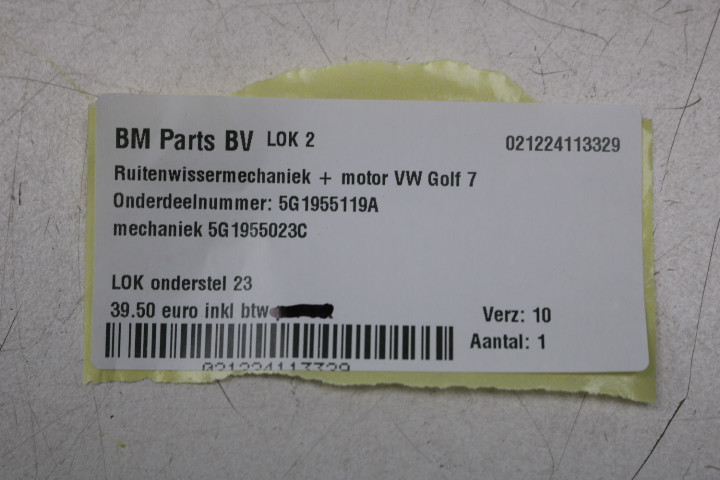 BM Parts BV LOK 2 021224113329
Ruitenwissermechaniek + motor VW Golf 7
Onderdeelnummer: 5G1955119A
mechaniek 5G1955023C
LOK onderstel 23
39.50 euro inkl btw Verz: 10
Aantal: 1
021224113329